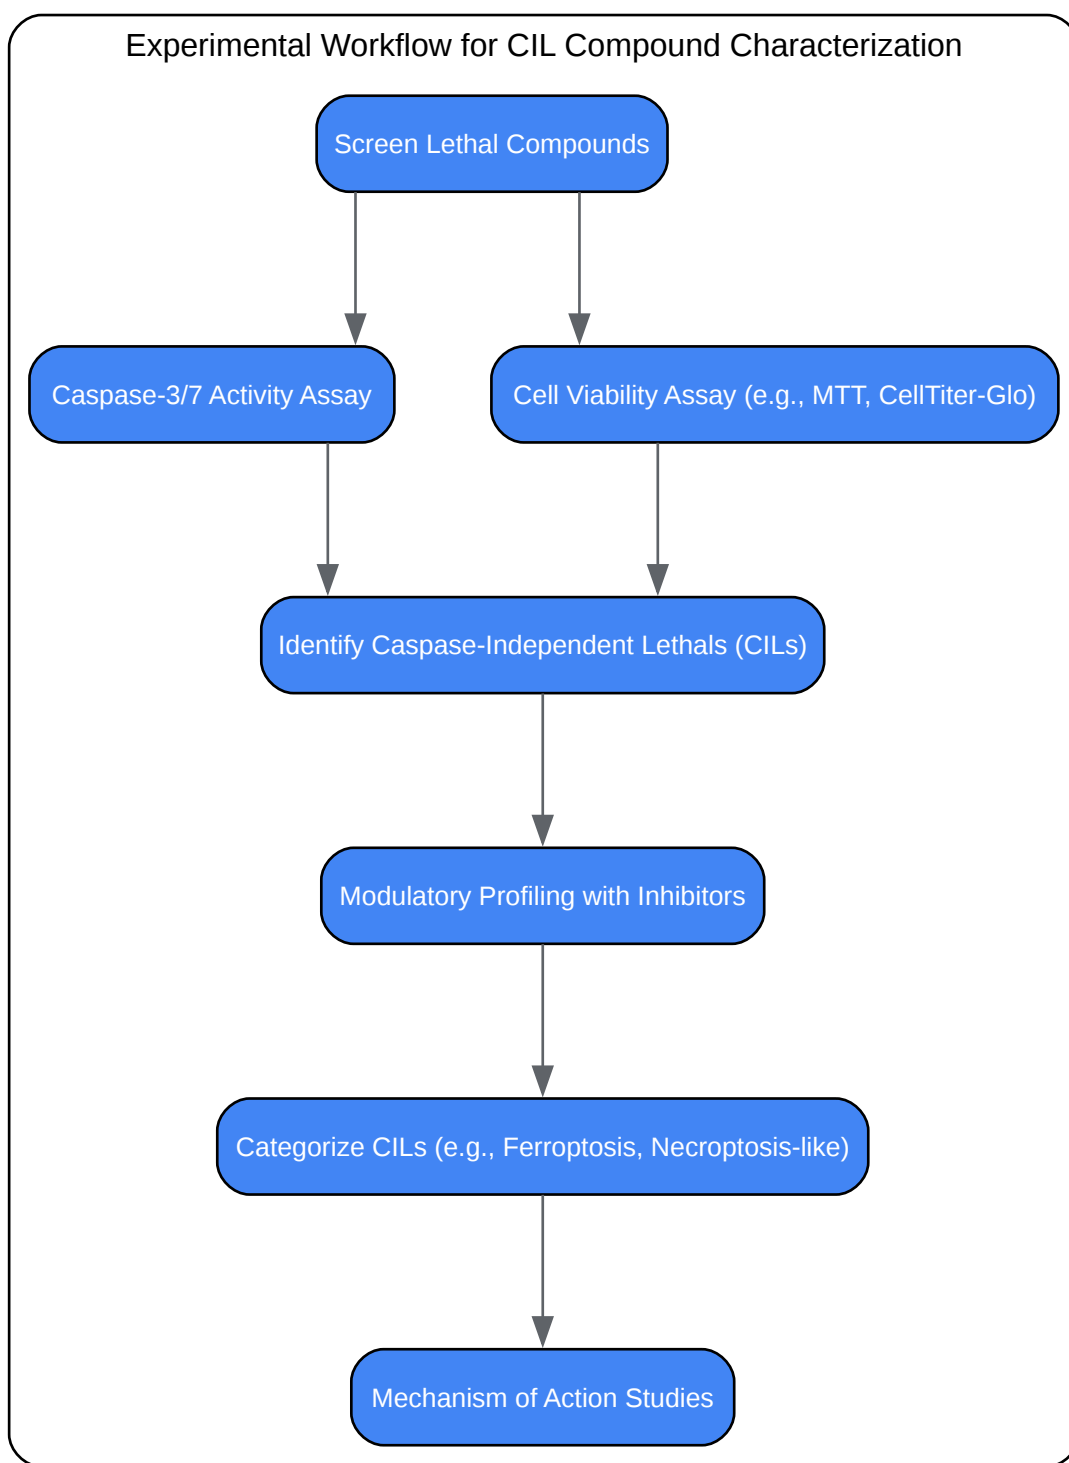 Experimental Workflow for CIL Compound Characterization
Screen Lethal Compounds
Caspase-3/7 Activity Assay
Cell Viability Assay (e.g., MTT, CellTiter-Glo)
Identify Caspase-Independent Lethals (CILs)
Modulatory Profiling with Inhibitors
Categorize CILs (e.g., Ferroptosis, Necroptosis-like)
Mechanism of Action Studies